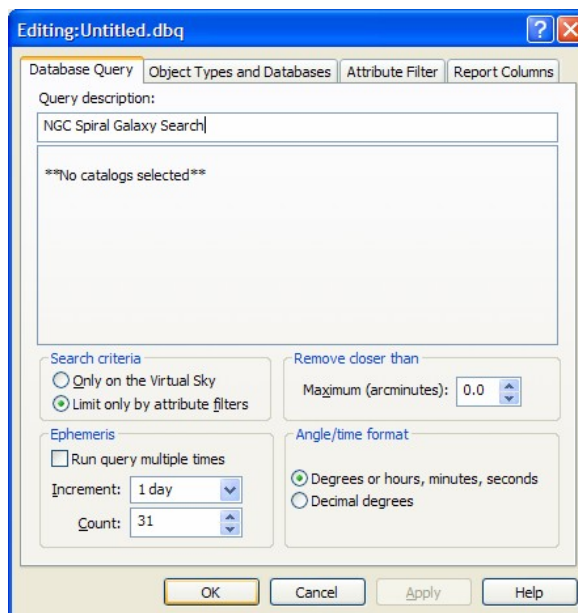 Editing:Untitled.dbq
Database Query Object Types and Databases Attribute Filter Report Columns
Query description:
NGC Spiral Galaxy Search
**No catalogs selected**
Search criteria
Only on the Virtual Sky
Limit only by attribute filters
Remove closer than
Maximum (arcminutes): 0.0
Ephemeris
Run query multiple times
Increment: 1 day
Count: 31
Angle/time format
Degrees or hours, minutes, seconds
Decimal degrees
OK Cancel Apply Help